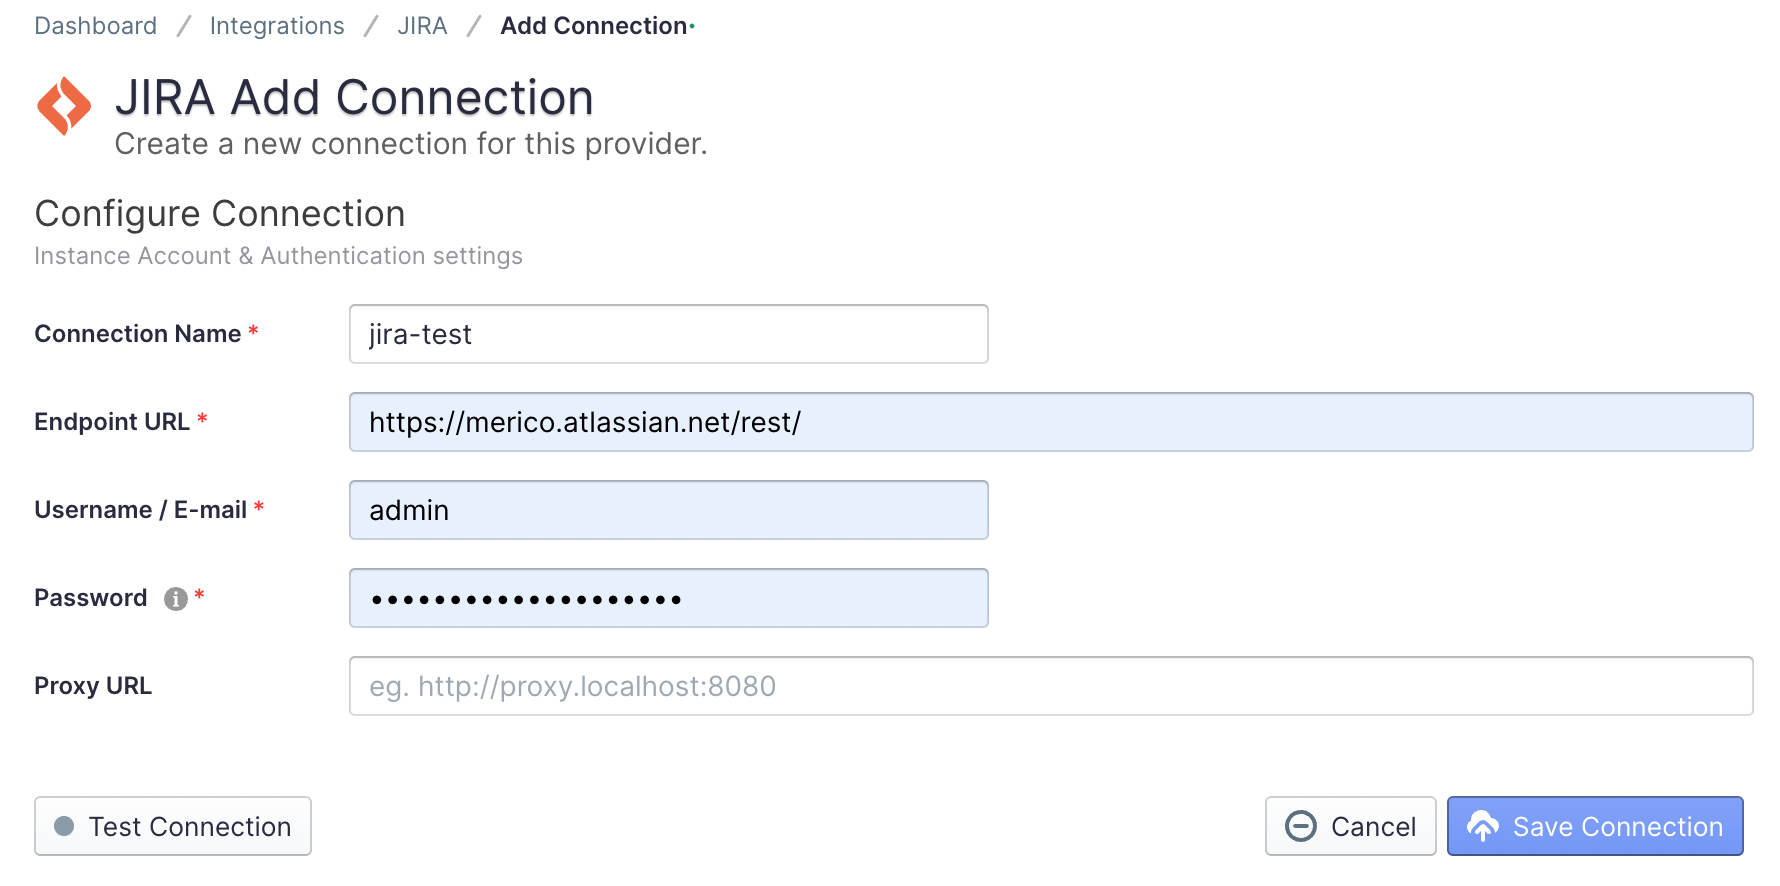 Dashboard / Integrations / JIRA / Add Connection
JIRA Add Connection
Create a new connection for this provider.
Configure Connection
Instance Account & Authentication settings
Connection Name * jira-test
Endpoint URL * https://merico.atlassian.net/rest/
Username / E-mail * admin
Password i * ••••••••••••••••••••
Proxy URL eg. http://proxy.localhost:8080
Test Connection Cancel Save Connection